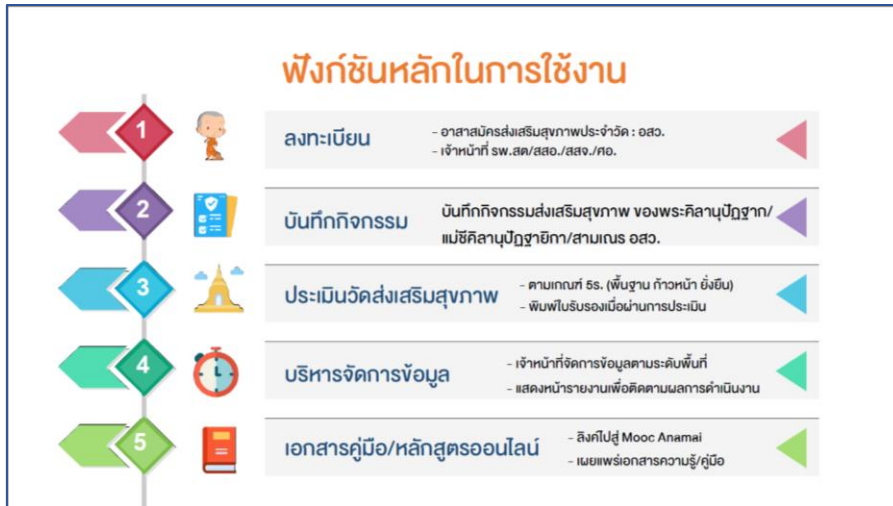 ฟังก์ชันหลักในการใช้งาน
1
ลงทะเบียน
- อาสาสมัครส่งเสริมสุขภาพประจำวัด : อสว.
- เจ้าหน้าที่ รพ.สต/สสอ./สสจ./ศอ.
2
บันทึกกิจกรรม
บันทึกกิจกรรมส่งเสริมสุขภาพ ของพระคิลานุปัฏฐาก/
แม่ชีคิลานุปัฏฐายิกา/สามเณร อสว.
3
ประเมินวัดส่งเสริมสุขภาพ
- ตามเกณฑ์ 5ร. (พื้นฐาน ก้าวหน้า ยั่งยืน)
- พิมพ์ใบรับรองเมื่อผ่านการประเมิน
4
บริหารจัดการข้อมูล
- เจ้าหน้าที่จัดการข้อมูลตามระดับพื้นที่
- แสดงหน้ารายงานเพื่อติดตามผลการดำเนินงาน
5
เอกสารคู่มือ/หลักสูตรออนไลน์
- ลิงค์ไปสู่ Mooc Anamai
- เผยแพร่เอกสารความรู้/คู่มือ